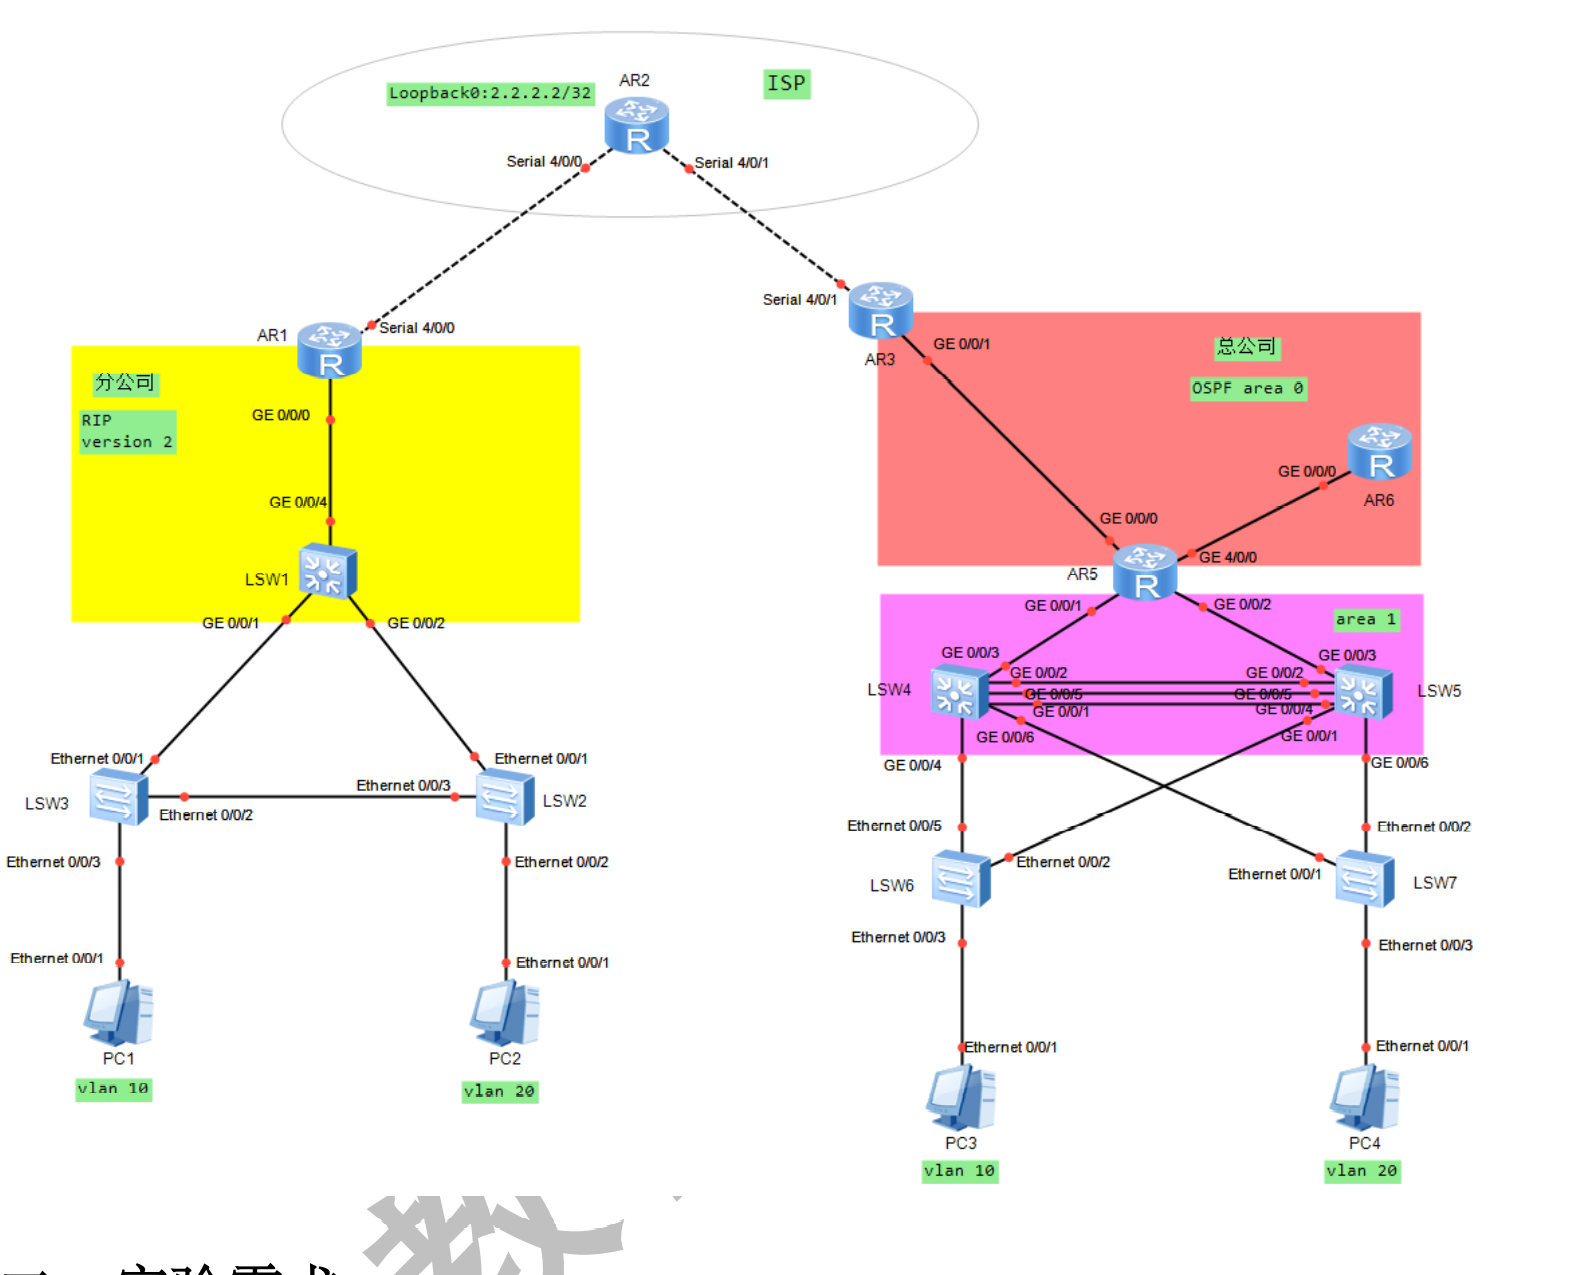 AR2
ISP
Loopback0:2.2.2.2/32
Serial 4/0/0
Serial 4/0/1
Serial 4/0/1
AR1
Serial 4/0/0
AR3
GE 0/0/1
总公司
OSPF area 0
分公司
RIP
version 2
GE 0/0/0
GE 0/0/4
LSW1
GE 0/0/1
GE 0/0/2
GE 0/0/0
AR6
GE 0/0/0
GE 4/0/0
AR5
GE 0/0/1
GE 0/0/2
area 1
GE 0/0/3
GE 0/0/3
LSW4
GE 0/0/2
GE 0/0/2
LSW5
GE 0/0/5
GE 0/0/5
GE 0/0/1
GE 0/0/4
GE 0/0/6
GE 0/0/1
GE 0/0/4
GE 0/0/6
Ethernet 0/0/1
Ethernet 0/0/1
LSW3
Ethernet 0/0/3
LSW2
Ethernet 0/0/2
Ethernet 0/0/3
Ethernet 0/0/2
Ethernet 0/0/5
Ethernet 0/0/2
LSW6
Ethernet 0/0/2
Ethernet 0/0/1
LSW7
Ethernet 0/0/3
Ethernet 0/0/3
Ethernet 0/0/1
Ethernet 0/0/1
PC1
PC2
vlan 10
vlan 20
Ethernet 0/0/1
Ethernet 0/0/1
PC3
PC4
vlan 10
vlan 20